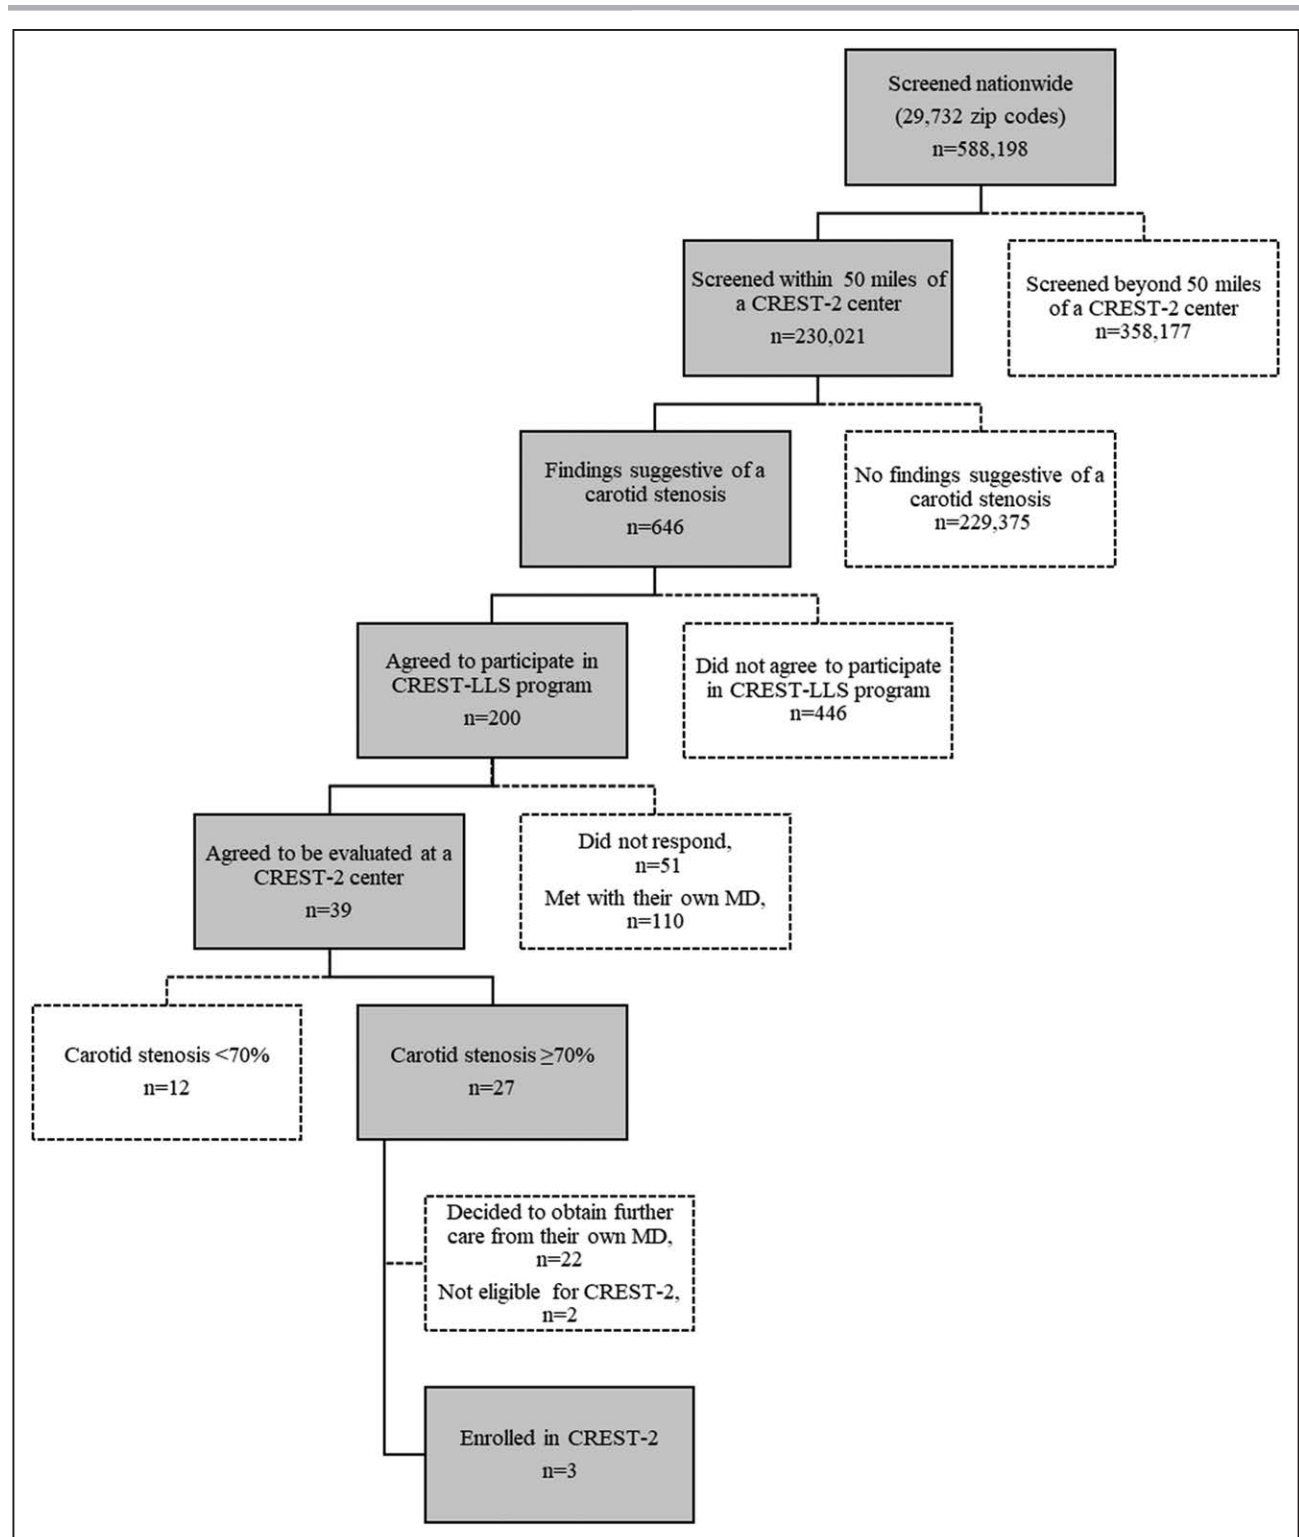 Screened nationwide
(29,732 zip codes)
n=588,198
Screened within 50 miles of
a CREST-2 center
n=230,021
Screened beyond 50 miles
of a CREST-2 center
n=358,177
Findings suggestive of a
carotid stenosis
n=646
No findings suggestive of a
carotid stenosis
n=229,375
Agreed to participate in
CREST-LLS program
n=200
Did not agree to participate
in CREST-LLS program
n=446
Agreed to be evaluated at a
CREST-2 center
n=39
Did not respond,
n=51
Met with their own MD,
n=110
Carotid stenosis <70%
n=12
Carotid stenosis ≥70%
n=27
Decided to obtain further
care from their own MD,
n=22
Not eligible for CREST-2,
n=2
Enrolled in CREST-2
n=3